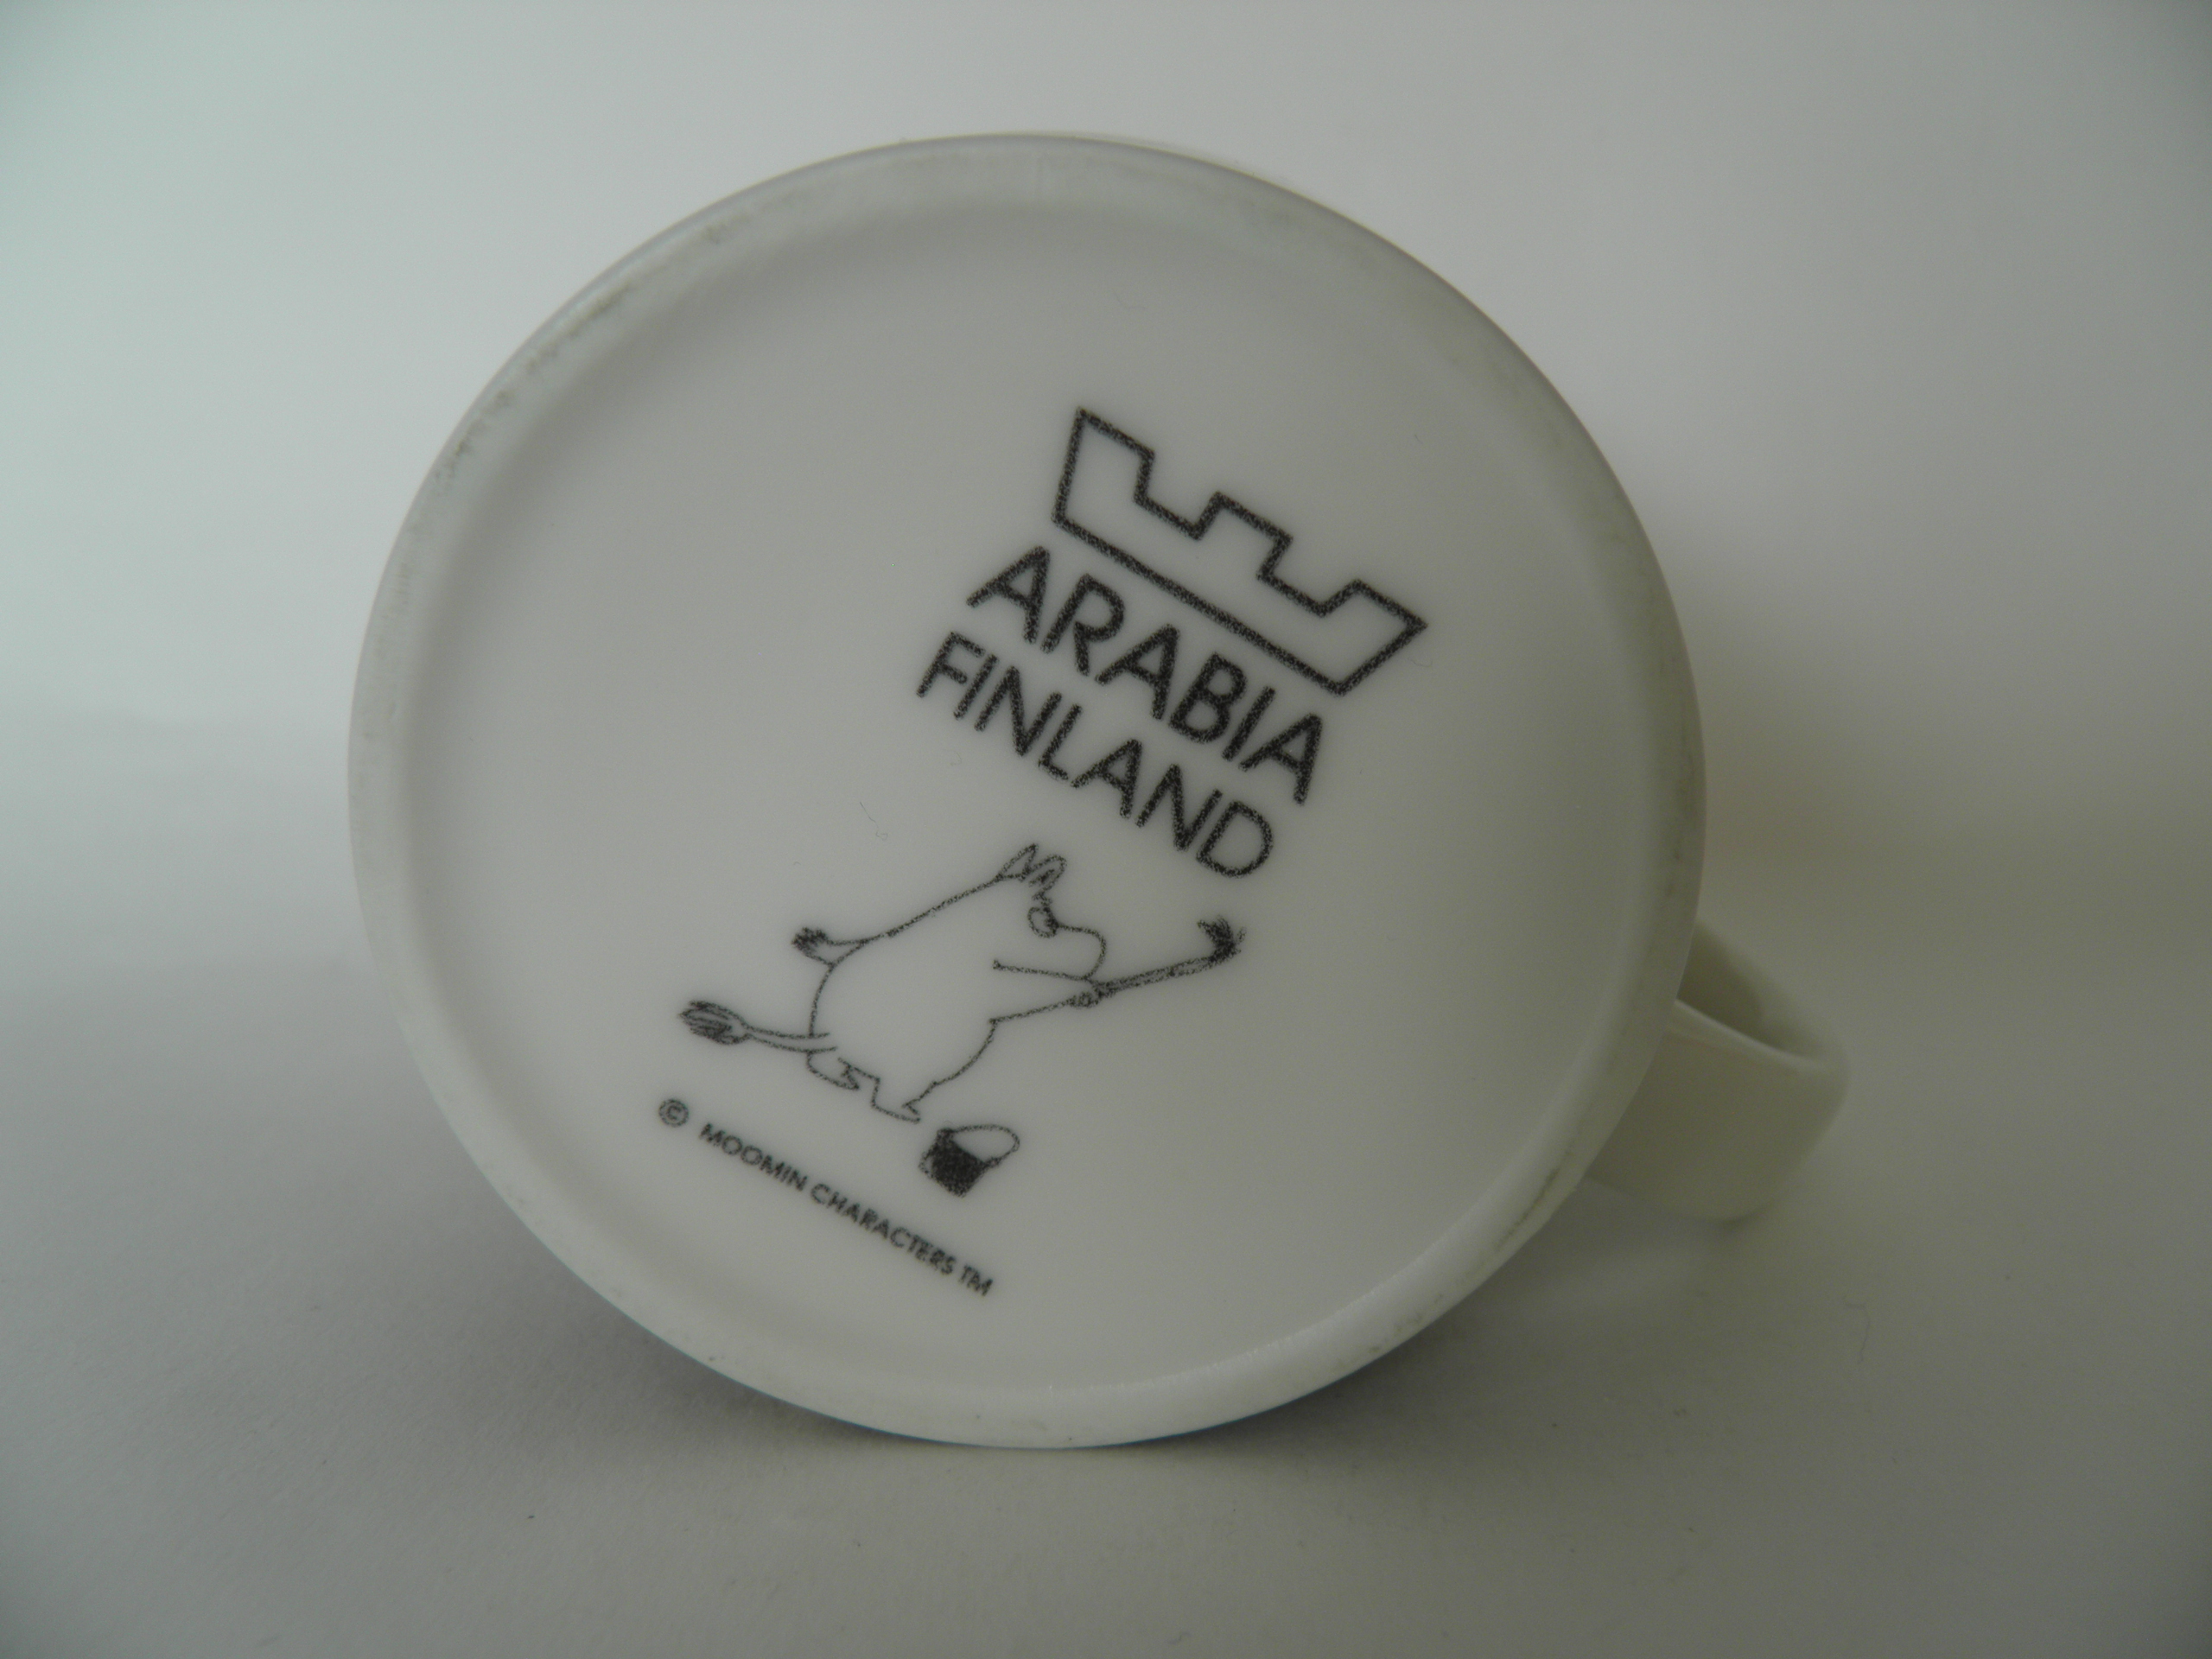 ARABIA
FINLAND
© MOOMIN CHARACTERS TM